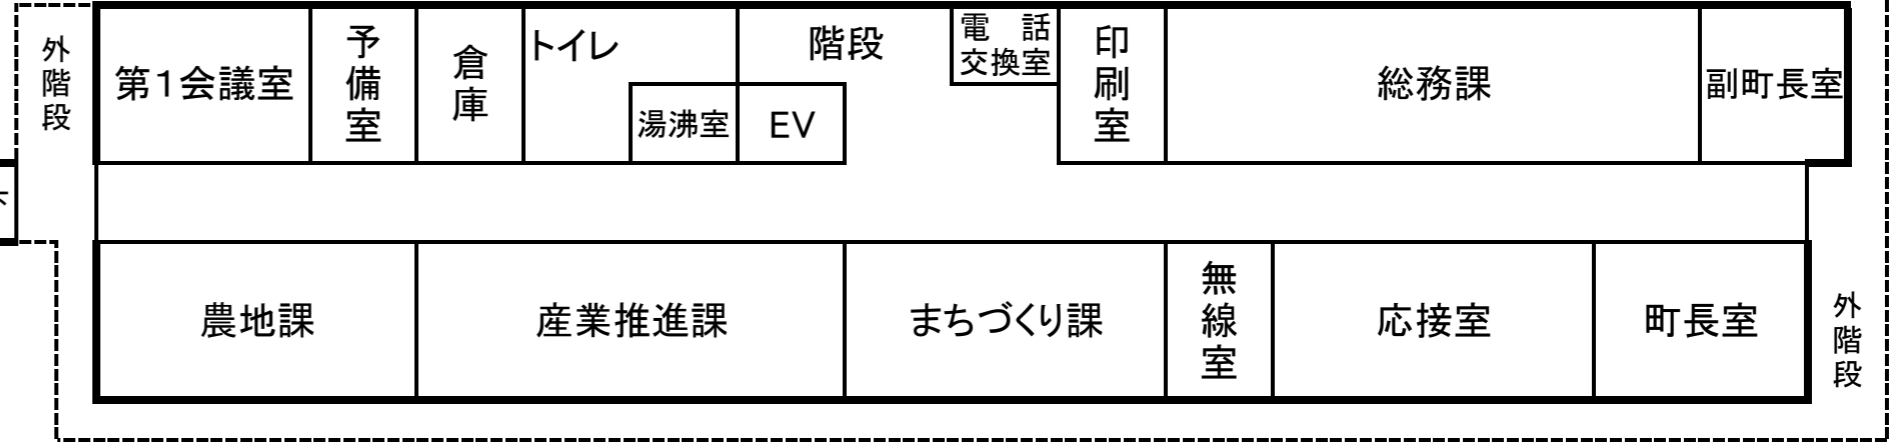 外階段
第１会議室
予備室
倉庫
トイレ
湯沸室
階段
EV
電　話
交換室
印刷室
総務課
副町長室
農地課
産業推進課
まちづくり課
無線室
応接室
町長室
外階段